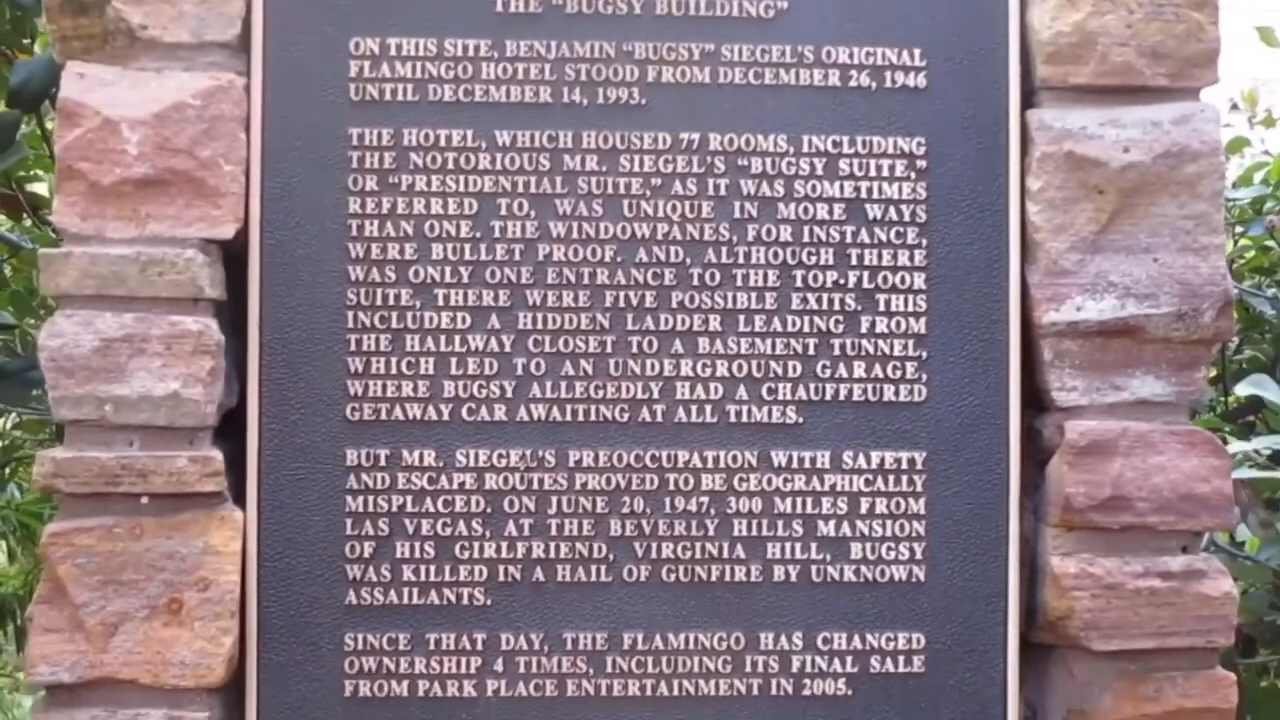 THE “BUGSY BUILDING”
ON THIS SITE, BENJAMIN “BUGSY” SIEGEL’S ORIGINAL
FLAMINGO HOTEL STOOD FROM DECEMBER 26, 1946
UNTIL DECEMBER 14, 1993.
THE HOTEL, WHICH HOUSED 77 ROOMS, INCLUDING
THE NOTORIOUS MR. SIEGEL’S “BUGSY SUITE,”
OR “PRESIDENTIAL SUITE,” AS IT WAS SOMETIMES
REFERRED TO, WAS UNIQUE IN MORE WAYS
THAN ONE. THE WINDOWPANES, FOR INSTANCE,
WERE BULLET PROOF. AND, ALTHOUGH THERE
WAS ONLY ONE ENTRANCE TO THE TOP-FLOOR
SUITE, THERE WERE FIVE POSSIBLE EXITS. THIS
INCLUDED A HIDDEN LADDER LEADING FROM
THE HALLWAY CLOSET TO A BASEMENT TUNNEL,
WHICH LED TO AN UNDERGROUND GARAGE,
WHERE BUGSY ALLEGEDLY HAD A CHAUFFEURED
GETAWAY CAR AWAITING AT ALL TIMES.
BUT MR. SIEGEL’S PREOCCUPATION WITH SAFETY
AND ESCAPE ROUTES PROVED TO BE GEOGRAPHICALLY
MISPLACED. ON JUNE 20, 1947, 300 MILES FROM
LAS VEGAS, AT THE BEVERLY HILLS MANSION
OF HIS GIRLFRIEND, VIRGINIA HILL, BUGSY
WAS KILLED IN A HAIL OF GUNFIRE BY UNKNOWN
ASSAILANTS.
SINCE THAT DAY, THE FLAMINGO HAS CHANGED
OWNERSHIP 4 TIMES, INCLUDING ITS FINAL SALE
FROM PARK PLACE ENTERTAINMENT IN 2005.